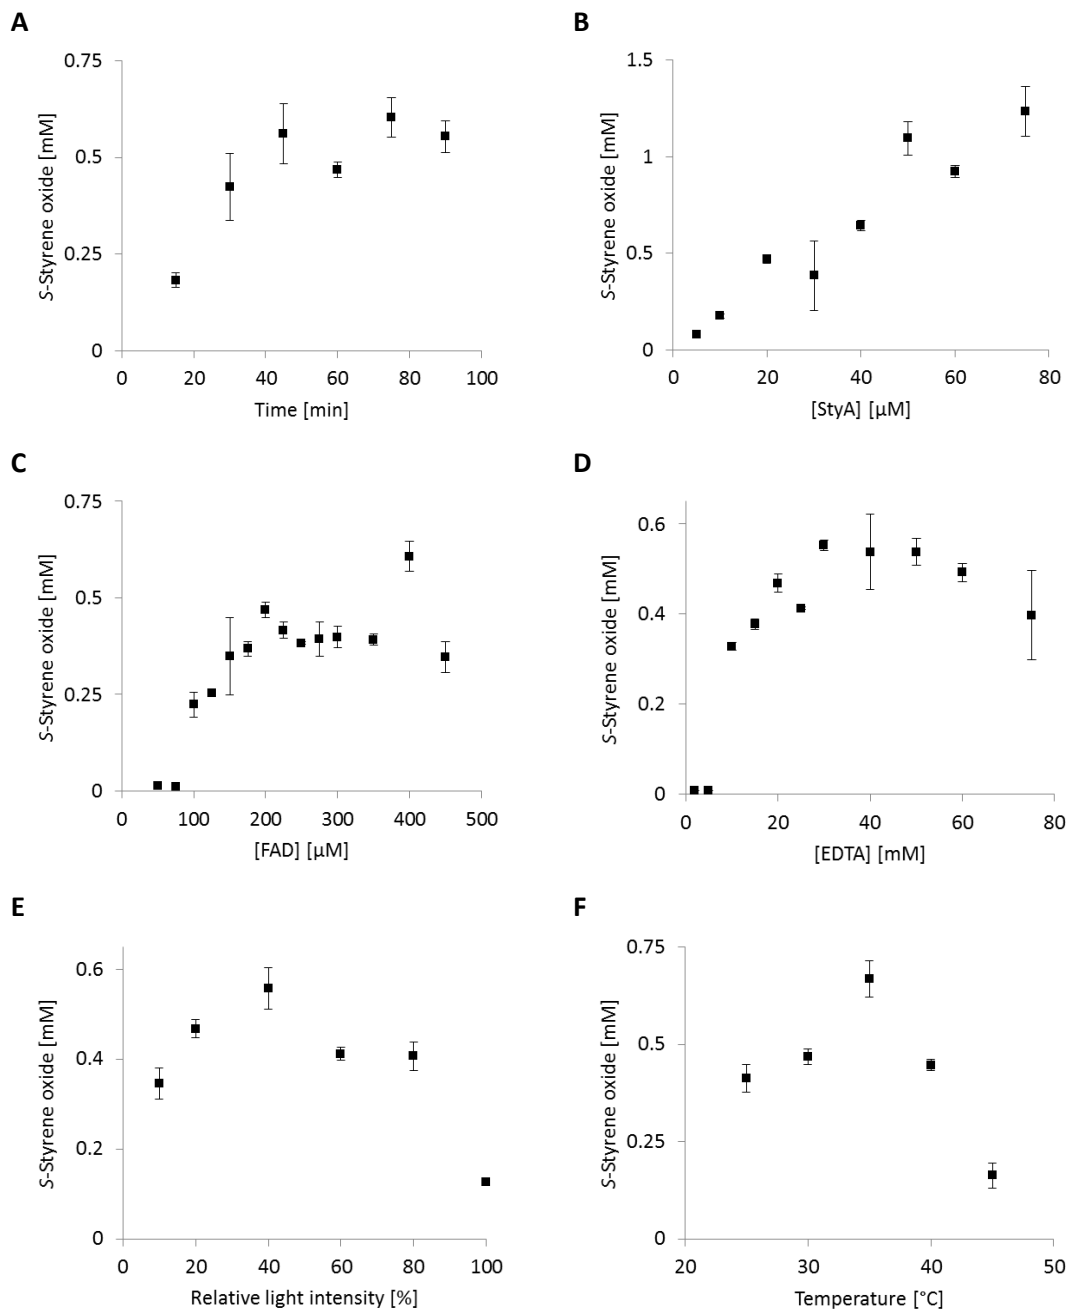 A
S-Styrene oxide [mM]
0.75
0.5
0.25
0
0 20 40 60 80 100
Time [min]
B
S-Styrene oxide [mM]
1.5
1
0.5
0
0 20 40 60 80
[StyA] [µM]
C
S-Styrene oxide [mM]
0.75
0.5
0.25
0
0 100 200 300 400 500
[FAD] [µM]
D
S-Styrene oxide [mM]
0.6
0.4
0.2
0
0 20 40 60 80
[EDTA] [mM]
E
S-Styrene oxide [mM]
0.6
0.4
0.2
0
0 20 40 60 80 100
Relative light intensity [%]
F
S-Styrene oxide [mM]
0.75
0.5
0.25
0
20 30 40 50
Temperature [°C]